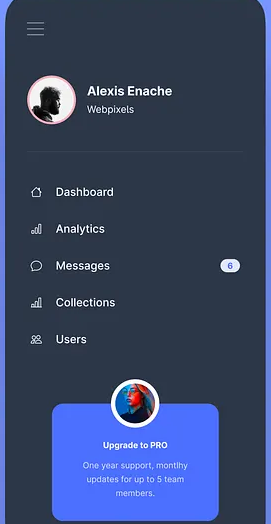 Alexis Enache
Webpixels
Dashboard
Analytics
Messages 6
Collections
Users
Upgrade to PRO
One year support, montlhy
updates for up to 5 team
members.